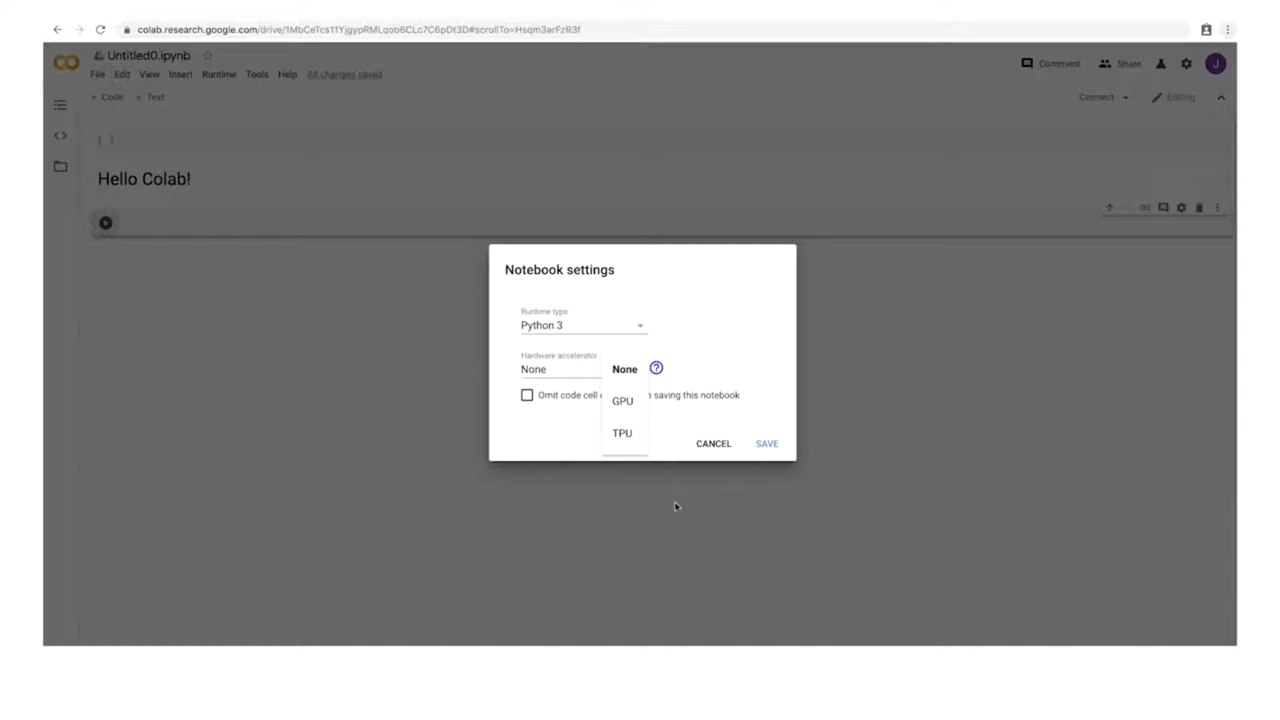 colab.research.google.com/drive/1MbCeTcs11YjgypRMLqob6CLc7C6pDt3D#scrollTo=Hsqm3arFzR3f
Untitled0.ipynb
File Edit View Insert Runtime Tools Help All changes saved
Comment Share J
+ Code + Text
Connect Editing
[ ]
Hello Colab!
Notebook settings
Runtime type
Python 3
Hardware accelerator
None
None
?
Omit code cell saving this notebook
GPU
TPU
CANCEL SAVE